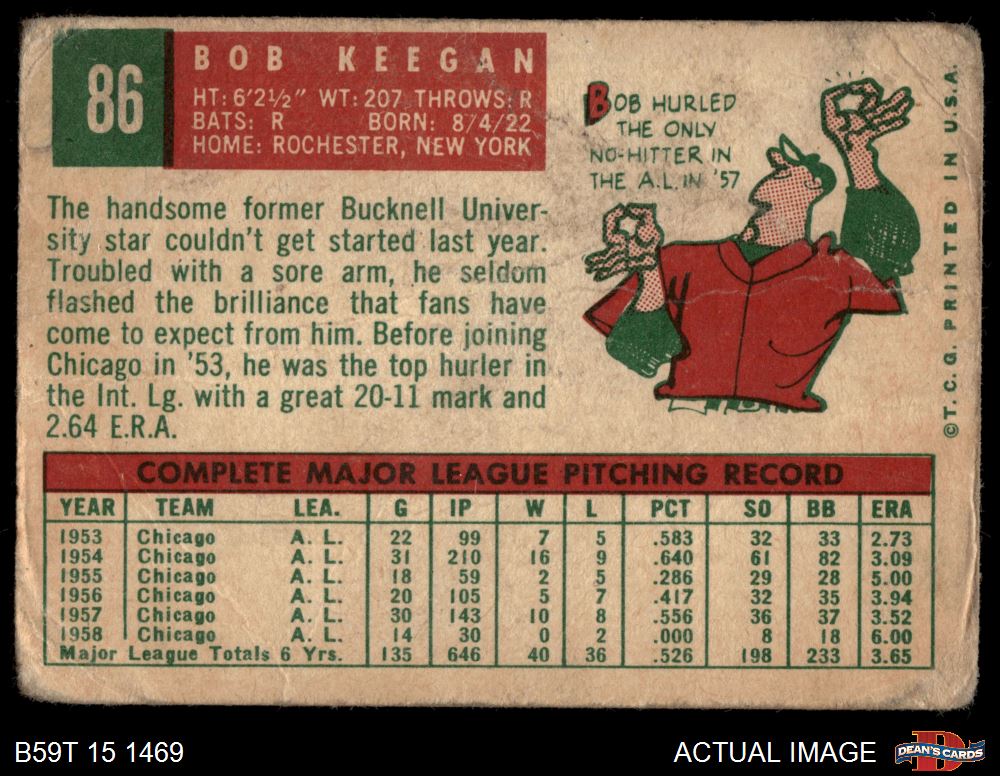 86
BOB KEEGAN
HT: 6'2½" WT: 207 THROWS: R
BATS: R BORN: 8/4/22
HOME: ROCHESTER, NEW YORK
BOB HURLED
THE ONLY
NO-HITTER IN
THE A.L. IN '57
The handsome former Bucknell Univer-
sity star couldn't get started last year.
Troubled with a sore arm, he seldom
flashed the brilliance that fans have
come to expect from him. Before joining
Chicago in '53, he was the top hurler in
the Int. Lg. with a great 20-11 mark and
2.64 E.R.A.
©T.C.G. PRINTED IN U.S.A.
COMPLETE MAJOR LEAGUE PITCHING RECORD
YEAR TEAM LEA. G IP W L PCT SO BB ERA
1953 Chicago A. L. 22 99 7 5 .583 32 33 2.73
1954 Chicago A. L. 31 210 16 9 .640 61 82 3.09
1955 Chicago A. L. 18 59 2 5 .286 29 28 5.00
1956 Chicago A. L. 20 105 5 7 .417 32 35 3.94
1957 Chicago A. L. 30 143 10 8 .556 36 37 3.52
1958 Chicago A. L. 14 30 0 2 .000 8 18 6.00
Major League Totals 6 Yrs. 135 646 40 36 .526 198 233 3.65
B59T 15 1469
ACTUAL IMAGE
DEAN'S CARDS